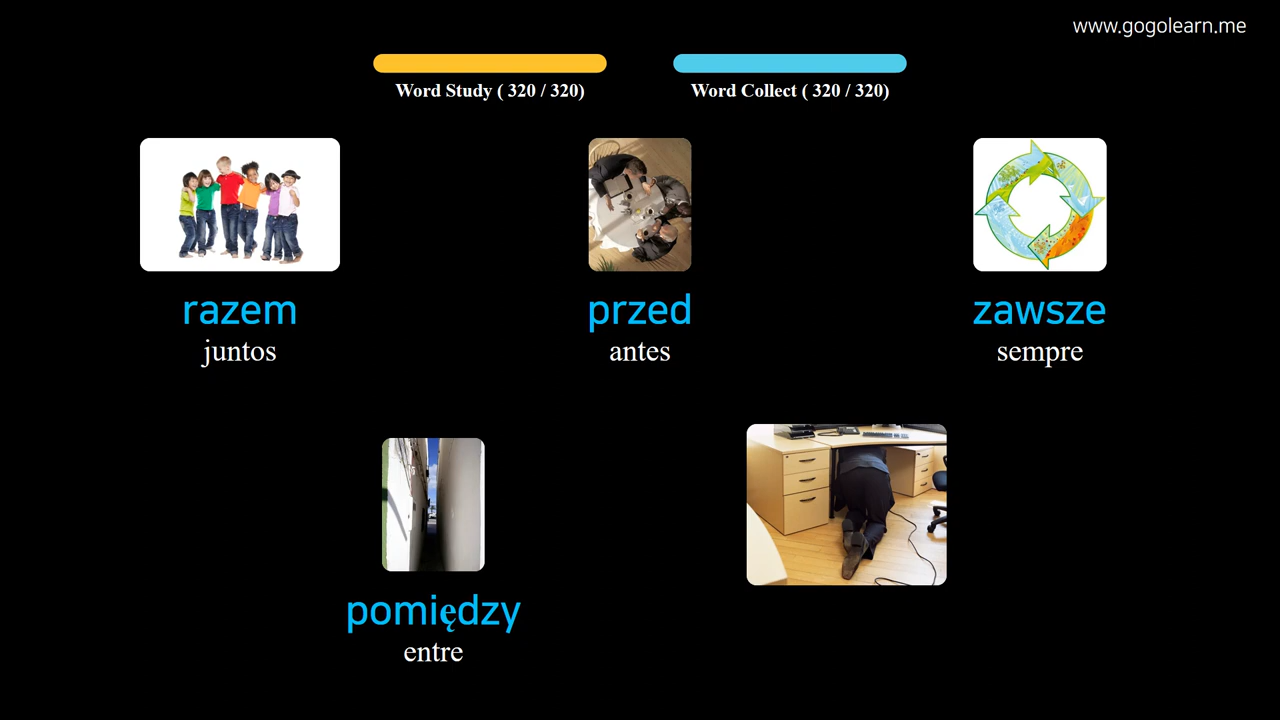 www.gogolearn.me
Word Study ( 320 / 320)
Word Collect ( 320 / 320)
razem
juntos
przed
antes
zawsze
sempre
pomiędzy
entre